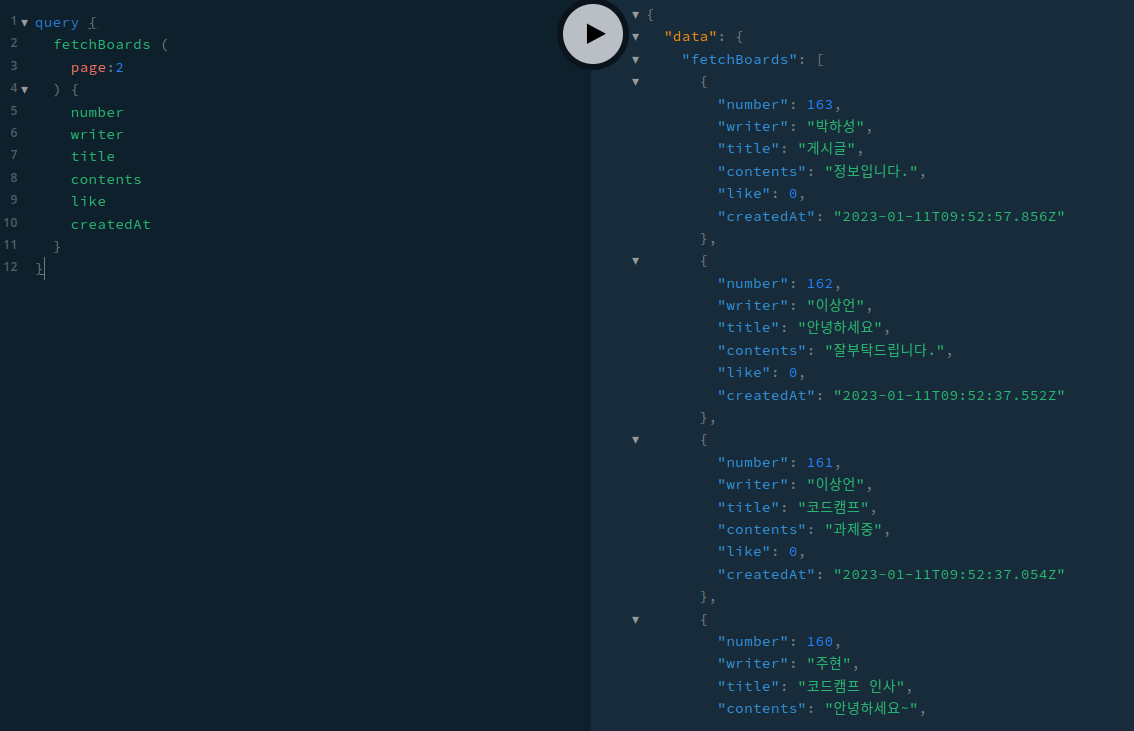 1 query {
2 fetchBoards (
3 page:2
4 ) {
5 number
6 writer
7 title
8 contents
9 like
10 createdAt
11 }
12 }
{
"data": {
"fetchBoards": [
{
"number": 163,
"writer": "박하성",
"title": "게시글",
"contents": "정보입니다.",
"like": 0,
"createdAt": "2023-01-11T09:52:57.856Z"
},
{
"number": 162,
"writer": "이상언",
"title": "안녕하세요",
"contents": "잘부탁드립니다.",
"like": 0,
"createdAt": "2023-01-11T09:52:37.552Z"
},
{
"number": 161,
"writer": "이상언",
"title": "코드캠프",
"contents": "과제중",
"like": 0,
"createdAt": "2023-01-11T09:52:37.054Z"
},
{
"number": 160,
"writer": "주현",
"title": "코드캠프 인사",
"contents": "안녕하세요~",